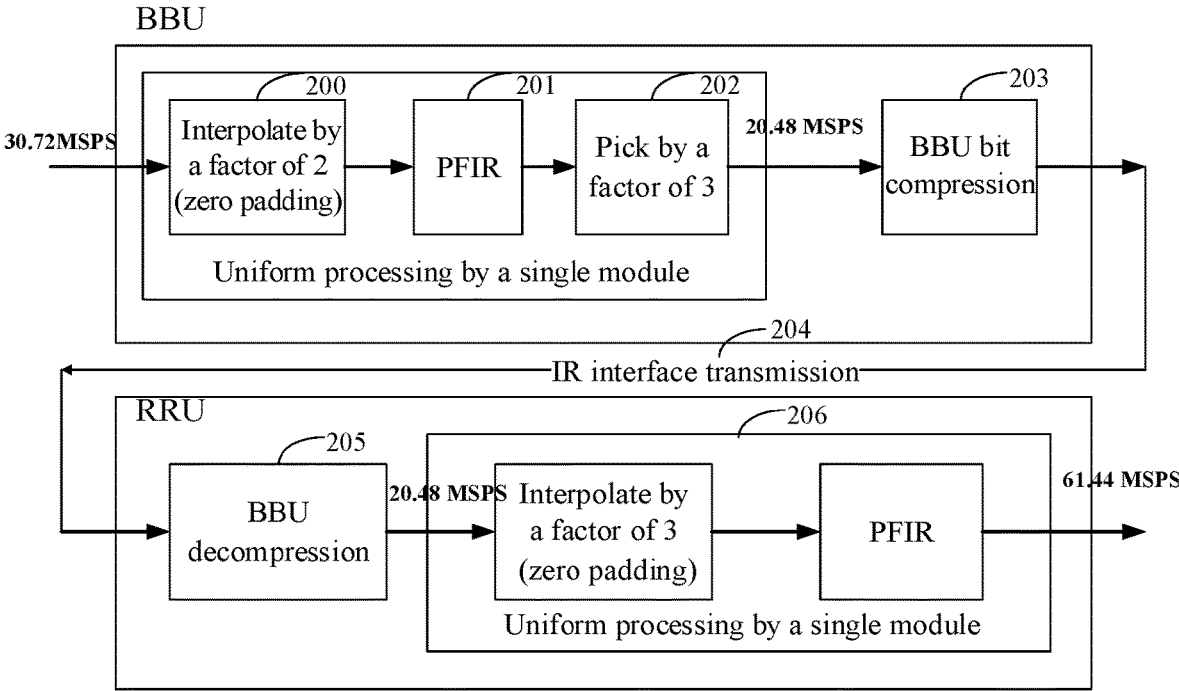 BBU
200
201
202
203
30.72MSPS
Interpolate by
a factor of 2
(zero padding)
PFIR
Pick by a
factor of 3
20.48 MSPS
BBU bit
compression
Uniform processing by a single module
204
IR interface transmission
RRU
205
206
BBU
decompression
20.48 MSPS
Interpolate by
a factor of 3
(zero padding)
PFIR
61.44 MSPS
Uniform processing by a single module